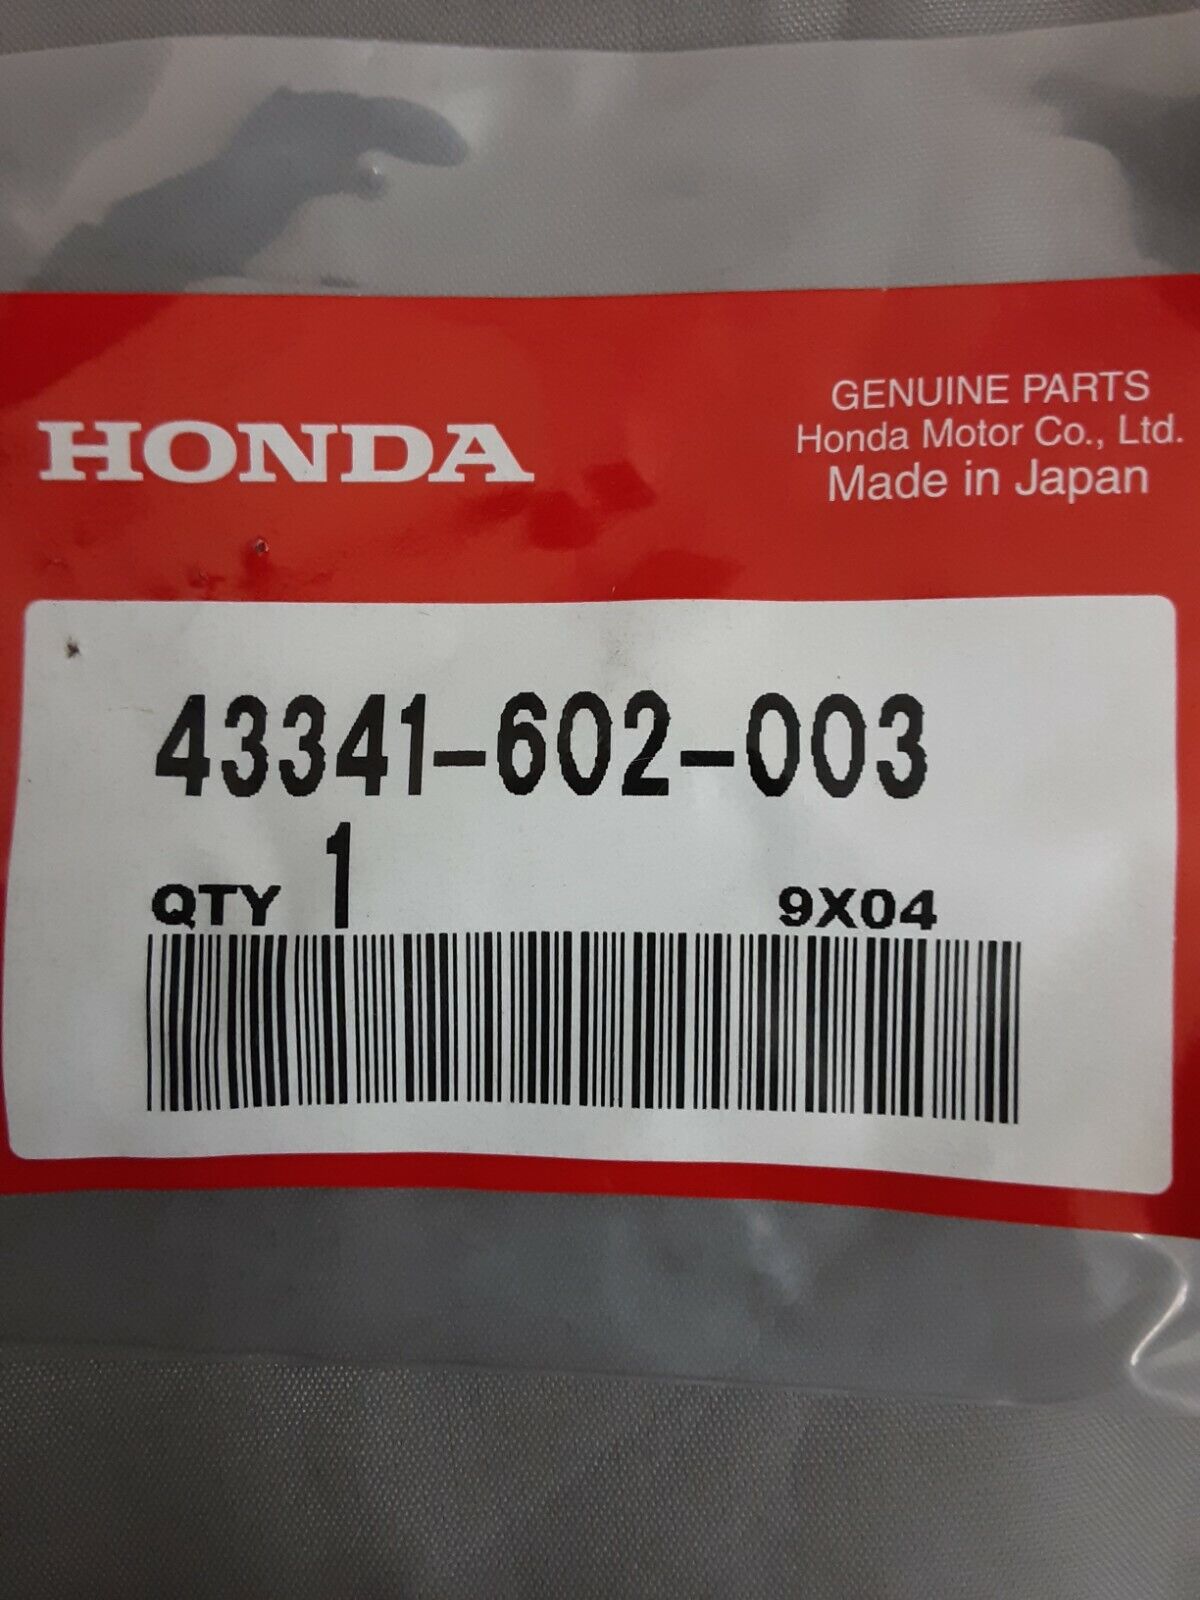 HONDA
GENUINE PARTS
Honda Motor Co., Ltd.
Made in Japan
43341-602-003
QTY 1 9X04